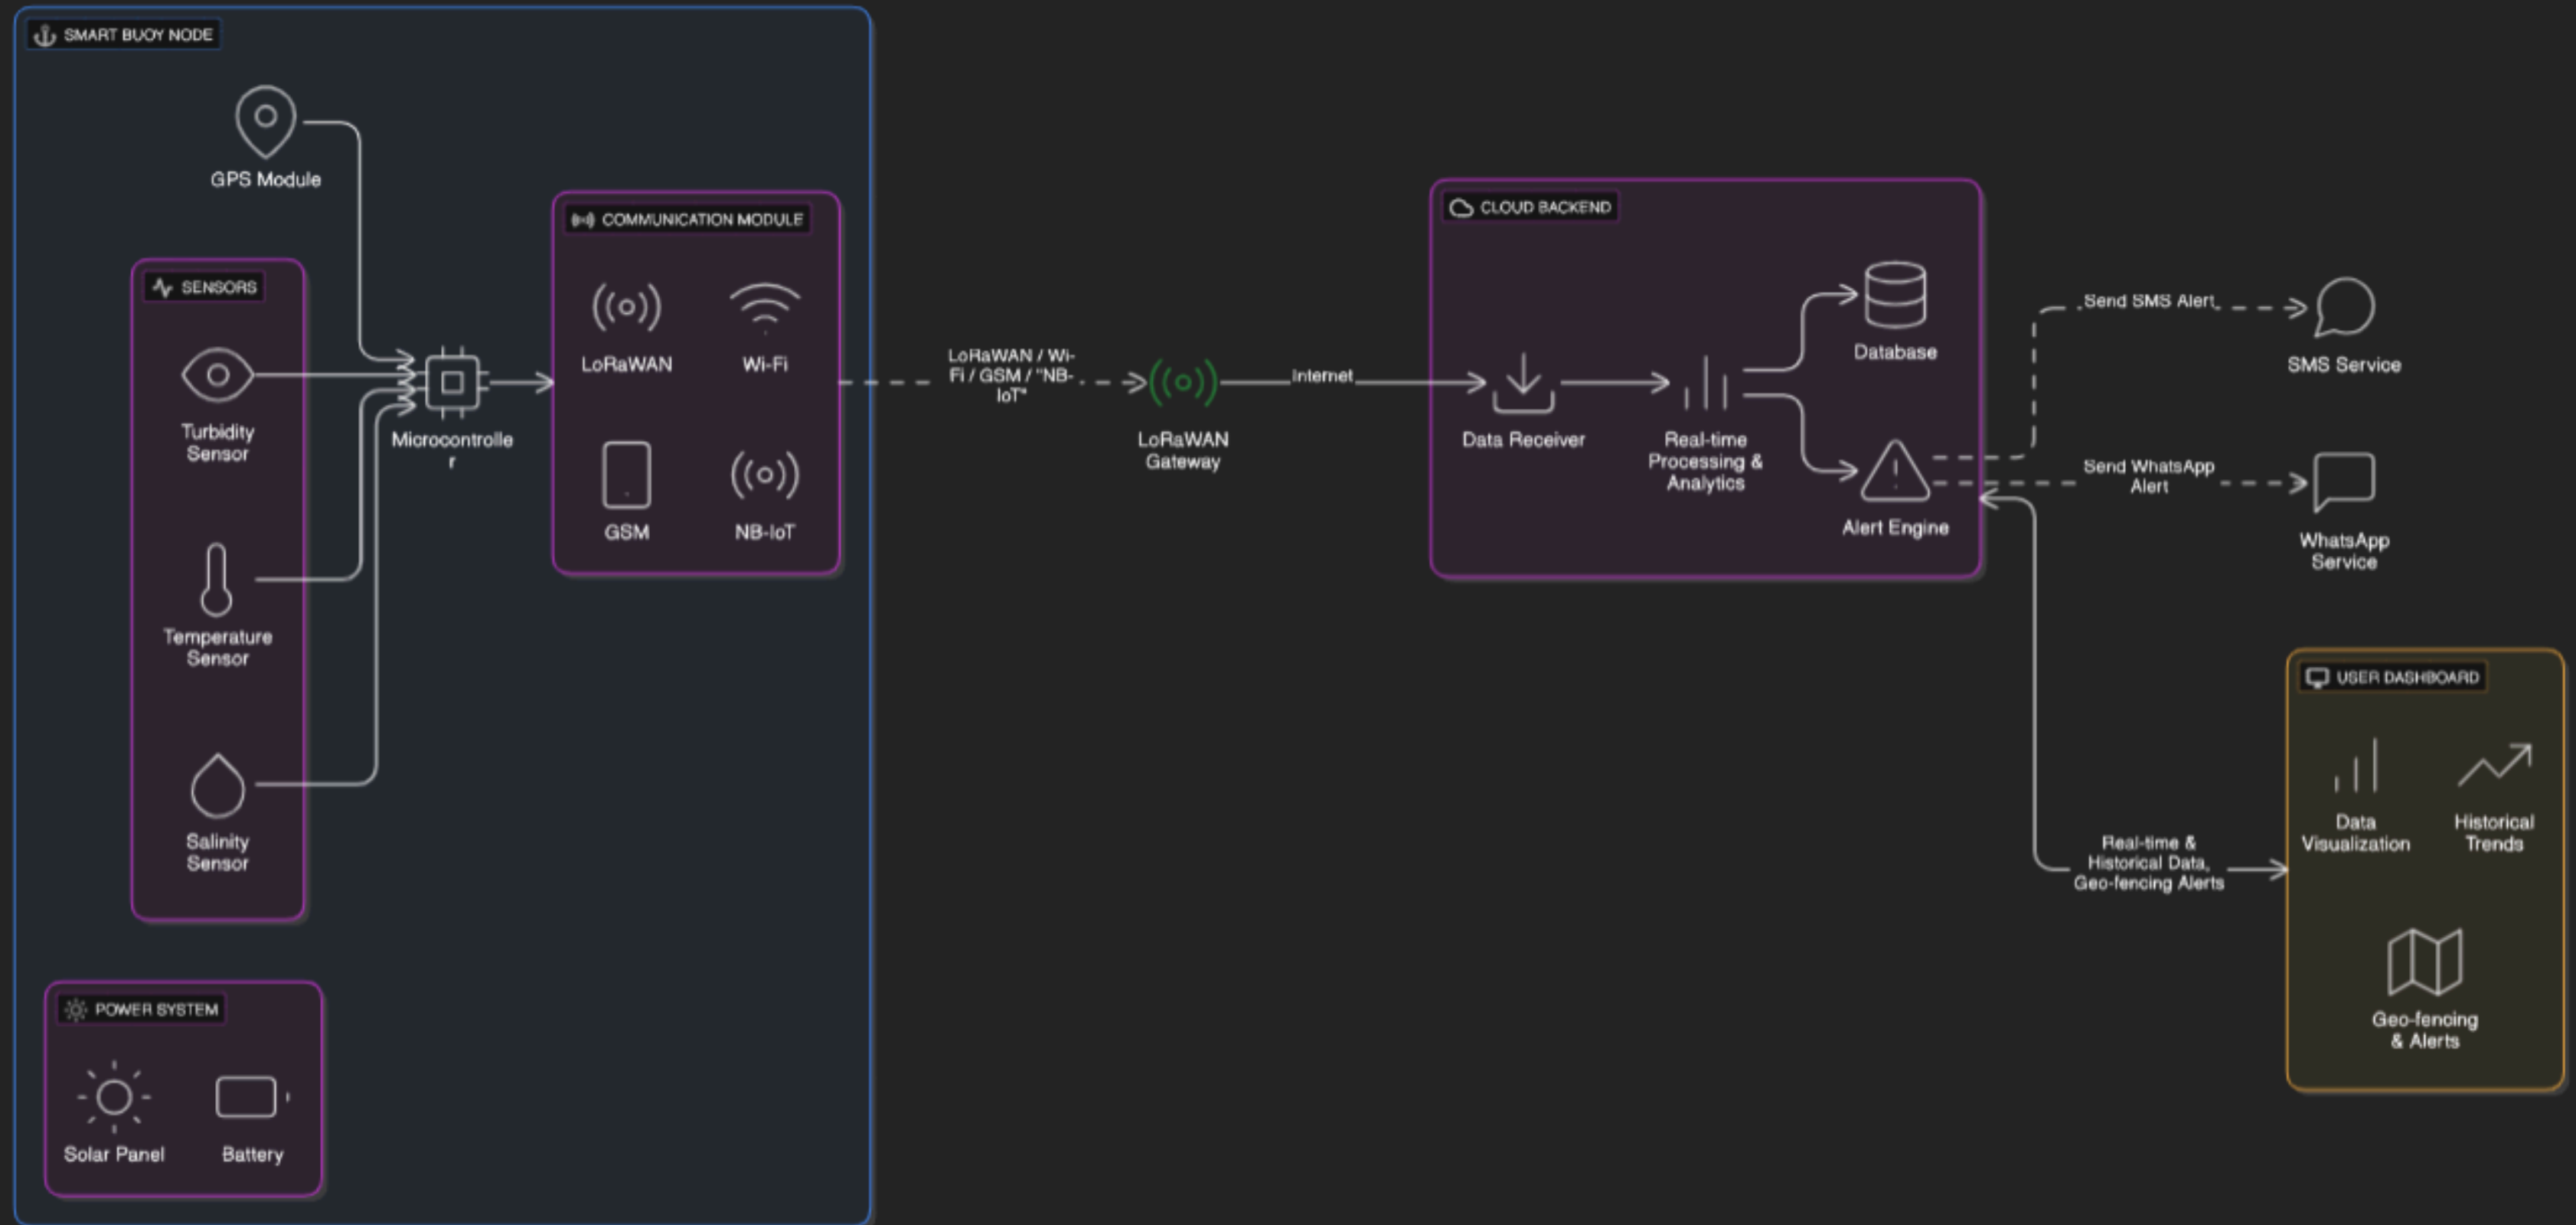 SMART BUOY NODE
GPS Module
SENSORS
Turbidity
Sensor
Temperature
Sensor
Salinity
Sensor
Microcontrolle
r
COMMUNICATION MODULE
LoRaWAN
Wi-Fi
GSM
NB-IoT
POWER SYSTEM
Solar Panel
Battery
LoRaWAN / Wi-
Fi / GSM / "NB-
IoT"
LoRaWAN
Gateway
Internet
CLOUD BACKEND
Data Receiver
Real-time
Processing &
Analytics
Database
Alert Engine
Send SMS Alert
SMS Service
Send WhatsApp
Alert
WhatsApp
Service
Real-time &
Historical Data,
Geo-fencing Alerts
USER DASHBOARD
Data
Visualization
Historical
Trends
Geo-fencing
& Alerts